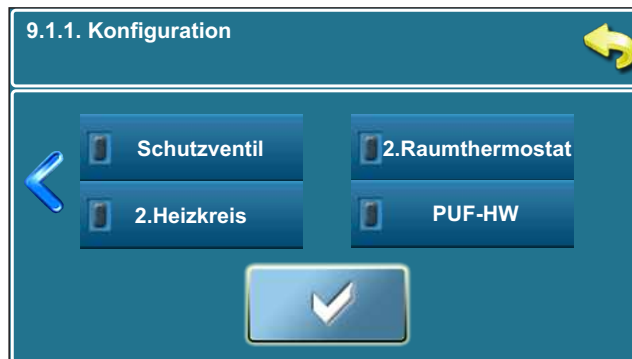 9.1.1. Konfiguration
Schutzventil
2.Raumthermostat
2.Heizkreis
PUF-HW